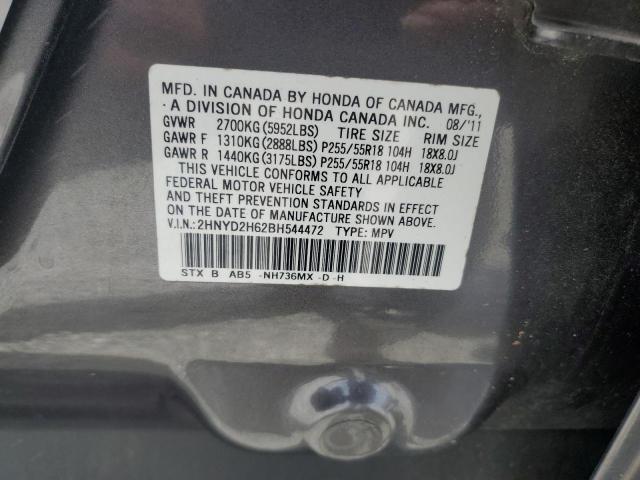 MFD. IN CANADA BY HONDA OF CANADA MFG.,
A DIVISION OF HONDA CANADA INC. 08/'11
GVWR 2700KG(5952LBS) TIRE SIZE RIM SIZE
GAWR F 1310KG(2888LBS) P255/55R18 104H 18X8.0J
GAWR R 1440KG(3175LBS) P255/55R18 104H 18X8.0J
THIS VEHICLE CONFORMS TO ALL APPLICABLE
FEDERAL MOTOR VEHICLE SAFETY
AND THEFT PREVENTION STANDARDS IN EFFECT
ON THE DATE OF MANUFACTURE SHOWN ABOVE.
V.I.N.: 2HNYD2H62BH544472 TYPE: MPV
STX B AB5 -NH736MX -D-H